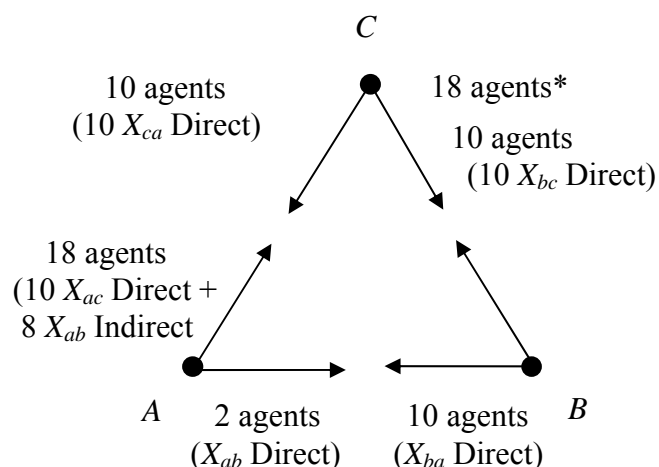 C
10 agents
(10 Xca Direct)
18 agents*
10 agents
(10 Xbc Direct)
18 agents
(10 Xac Direct +
8 Xab Indirect
A
2 agents
(Xab Direct)
10 agents
(Xba Direct)
B